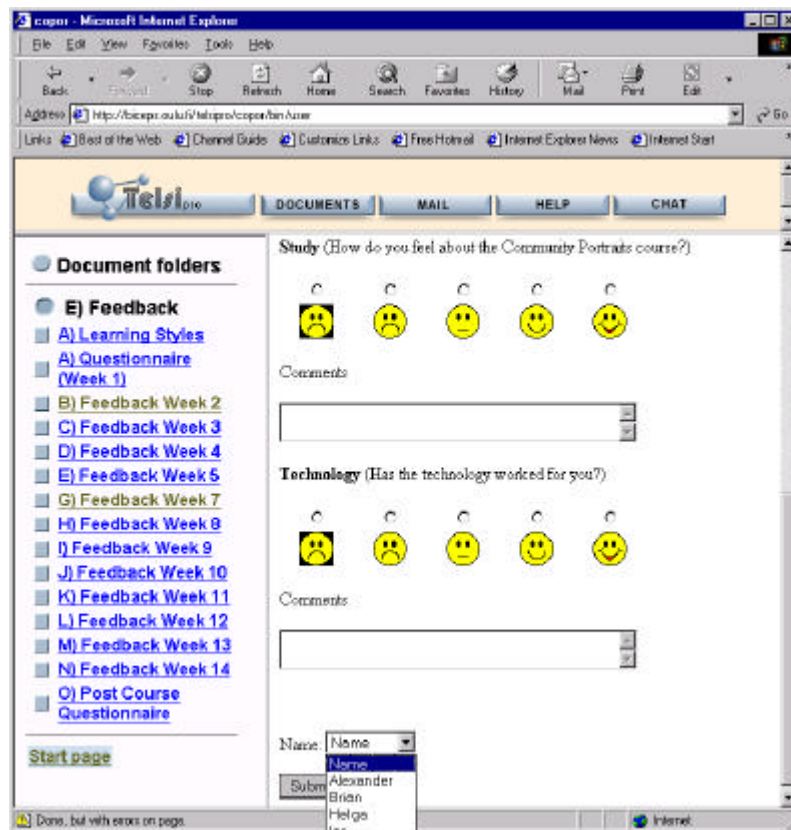 copor - Microsoft Internet Explorer
File Edit View Favorites Tools Help
Back Forward Stop Refresh Home Search Favorites History Mail Print Edit
Address http://biceps.oulu.fi/telsipro/copor/bin/user Go
Links Best of the Web Channel Guide Customize Links Free Hotmail Internet Explorer News Internet Start
Telsi pro DOCUMENTS MAIL HELP CHAT
Document folders
E) Feedback
A) Learning Styles
A) Questionnaire
(Week 1)
B) Feedback Week 2
C) Feedback Week 3
D) Feedback Week 4
E) Feedback Week 5
G) Feedback Week 7
H) Feedback Week 8
I) Feedback Week 9
J) Feedback Week 10
K) Feedback Week 11
L) Feedback Week 12
M) Feedback Week 13
N) Feedback Week 14
O) Post Course
Questionnaire
Start page
Study (How do you feel about the Community Portraits course?)
Comments
Technology (Has the technology worked for you?)
Comments
Name: Name
Name
Subm
Alexander
Brian
Helga
Done, but with errors on page. Internet